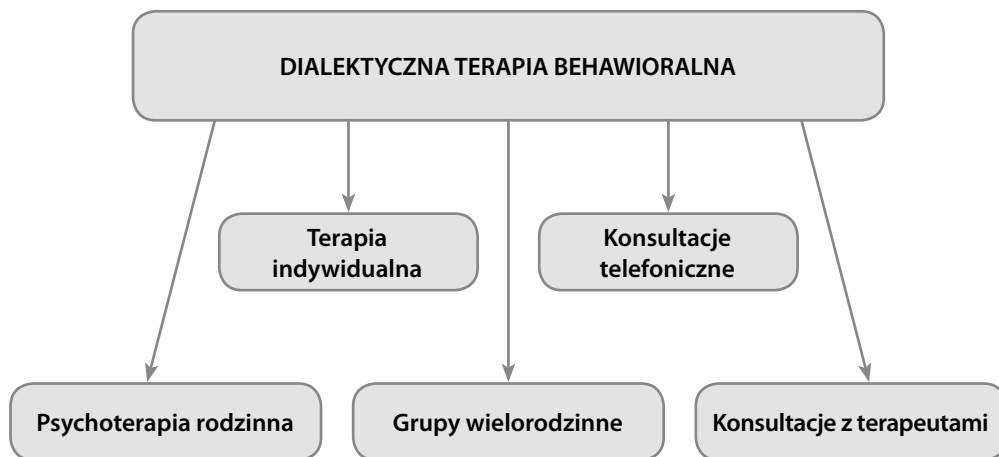 DIALEKTYCZNA TERAPIA BEHAWIORALNA
Terapia
indywidualna
Konsultacje
telefoniczne
Psychoterapia rodzinna
Grupy wielorodzinne
Konsultacje z terapeutami